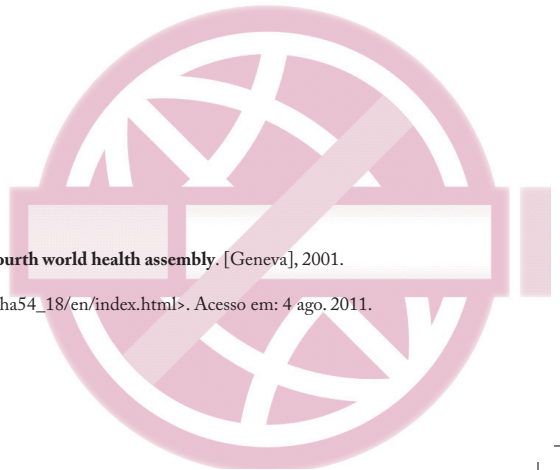 ourth world health assembly. [Geneva], 2001.
ha54_18/en/index.html>. Acesso em: 4 ago. 2011.